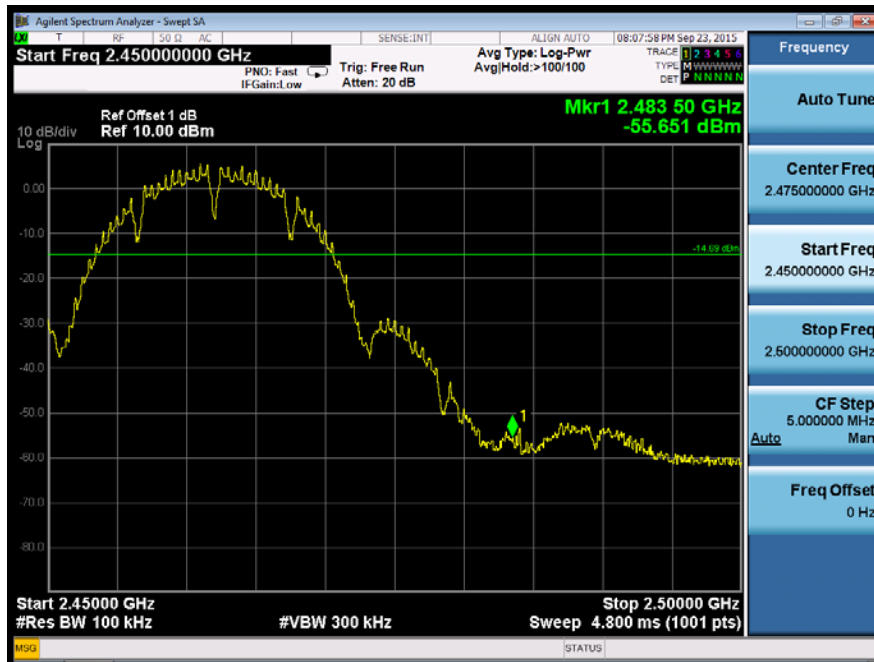 Agilent Spectrum Analyzer - Swept SA
LXI T RF 50 Ω AC SENSE:INT ALIGN AUTO 08:07:58 PM Sep 23, 2015
Start Freq 2.450000000 GHz
PNO: Fast
IFGain:Low
Trig: Free Run
Atten: 20 dB
Avg Type: Log-Pwr
Avg|Hold:>100/100
TRACE 1 2 3 4 5 6
TYPE M WWWWW
DET P N N N N N
Mkr1 2.483 50 GHz
-55.651 dBm
Ref Offset 1 dB
10 dB/div Ref 10.00 dBm
Log
0.00
-10.0
-14.69 dBm
-20.0
-30.0
-40.0
-50.0
1
-60.0
-70.0
-80.0
Start 2.45000 GHz Stop 2.50000 GHz
#Res BW 100 kHz #VBW 300 kHz Sweep 4.800 ms (1001 pts)
MSG STATUS
Frequency
Auto Tune
Center Freq
2.475000000 GHz
Start Freq
2.450000000 GHz
Stop Freq
2.500000000 GHz
CF Step
5.000000 MHz
Auto Man
Freq Offset
0 Hz